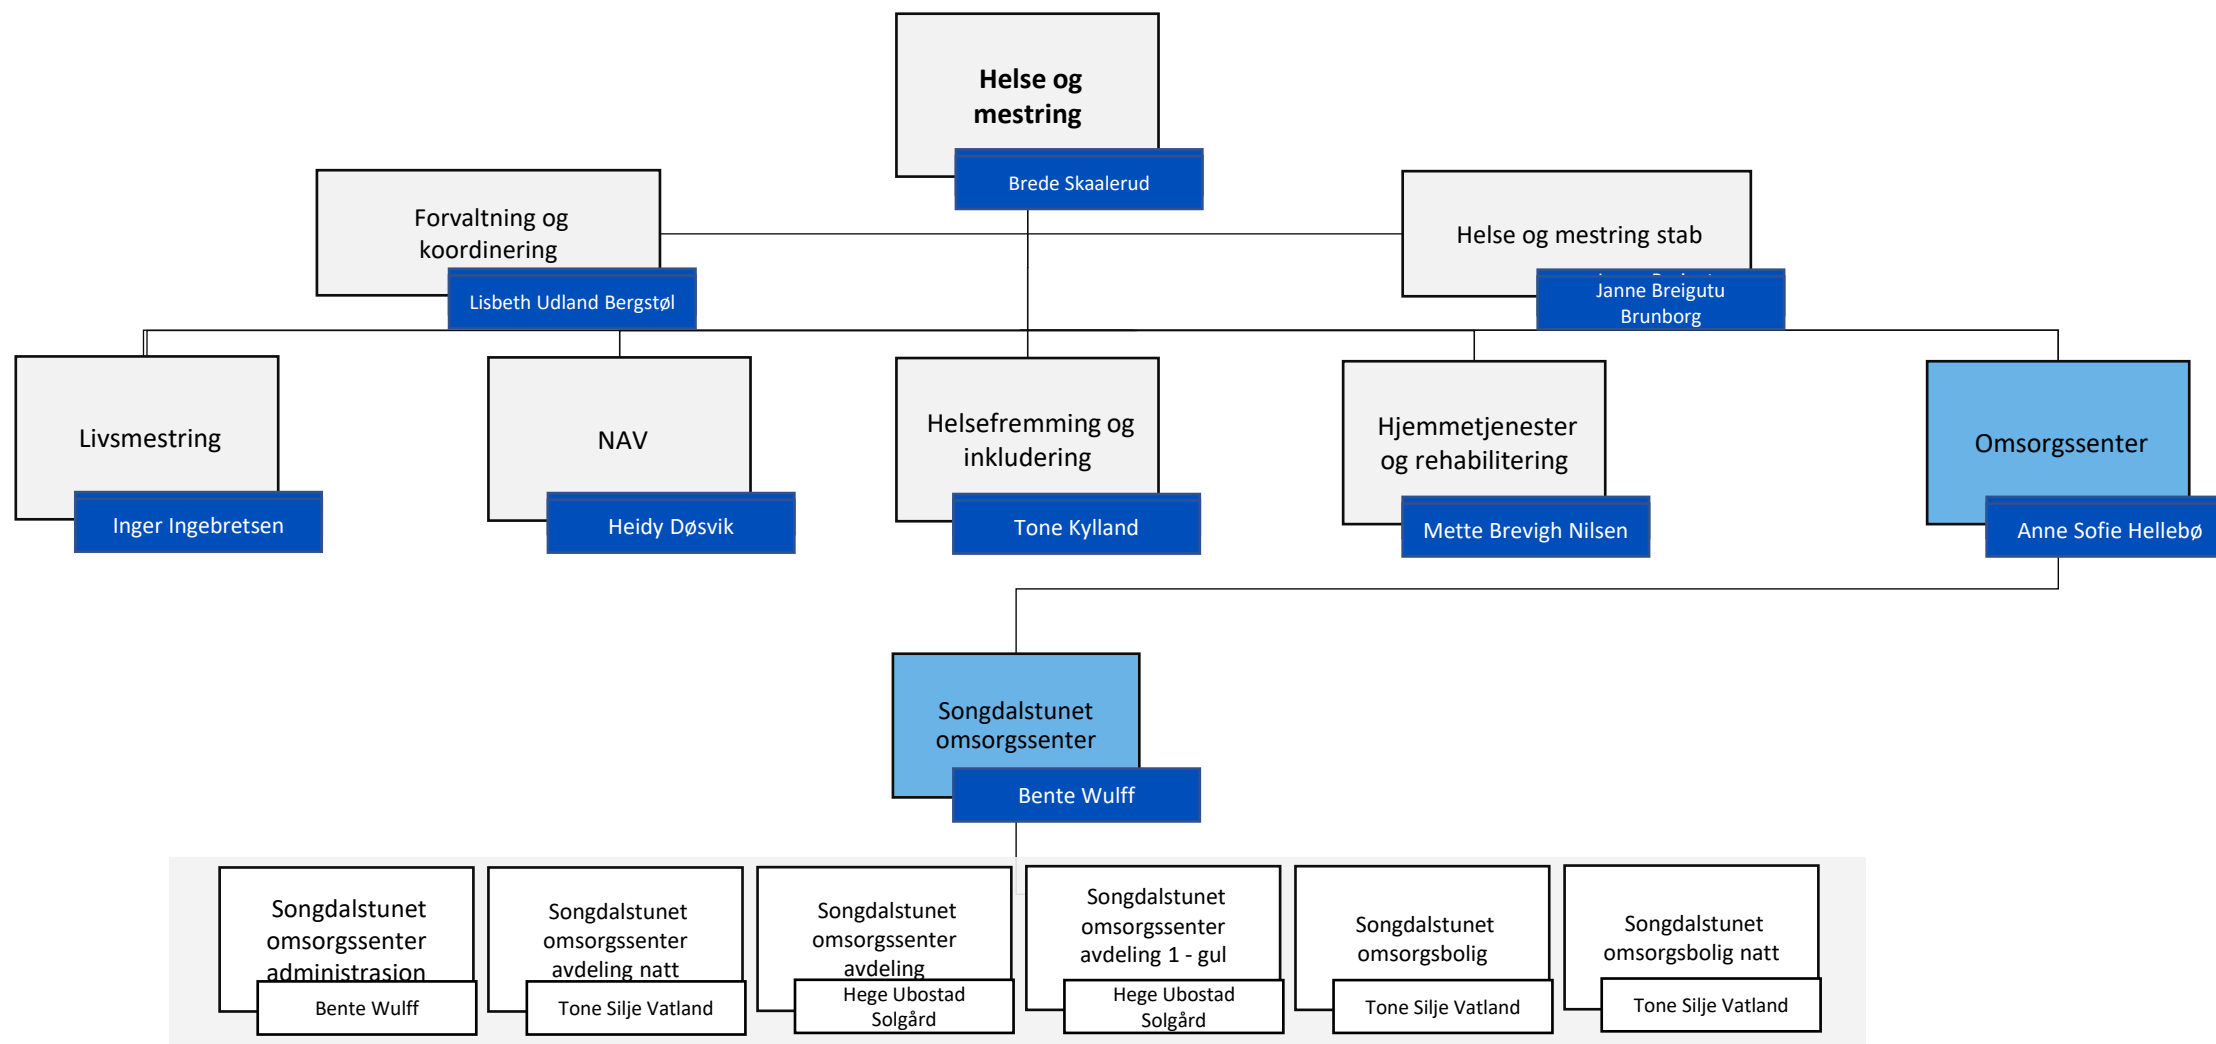 Helse og
mestring
Brede Skaalerud
Forvaltning og
koordinering
Lisbeth Udland Bergstøl
Helse og mestring stab
Janne Breigutu
Brunborg
Livsmestring
Inger Ingebretsen
NAV
Heidy Døsvik
Helsefremming og
inkludering
Tone Kylland
Hjemmetjenester
og rehabilitering
Mette Brevigh Nilsen
Omsorgssenter
Anne Sofie Hellebø
Songdalstunet
omsorgssenter
Bente Wulff
Songdalstunet
omsorgssenter
administrasjon
Bente Wulff
Songdalstunet
omsorgssenter
avdeling natt
Tone Silje Vatland
Songdalstunet
omsorgssenter
avdeling
Hege Ubostad
Solgård
Songdalstunet
omsorgssenter
avdeling 1 - gul
Hege Ubostad
Solgård
Songdalstunet
omsorgsbolig
Tone Silje Vatland
Songdalstunet
omsorgsbolig natt
Tone Silje Vatland